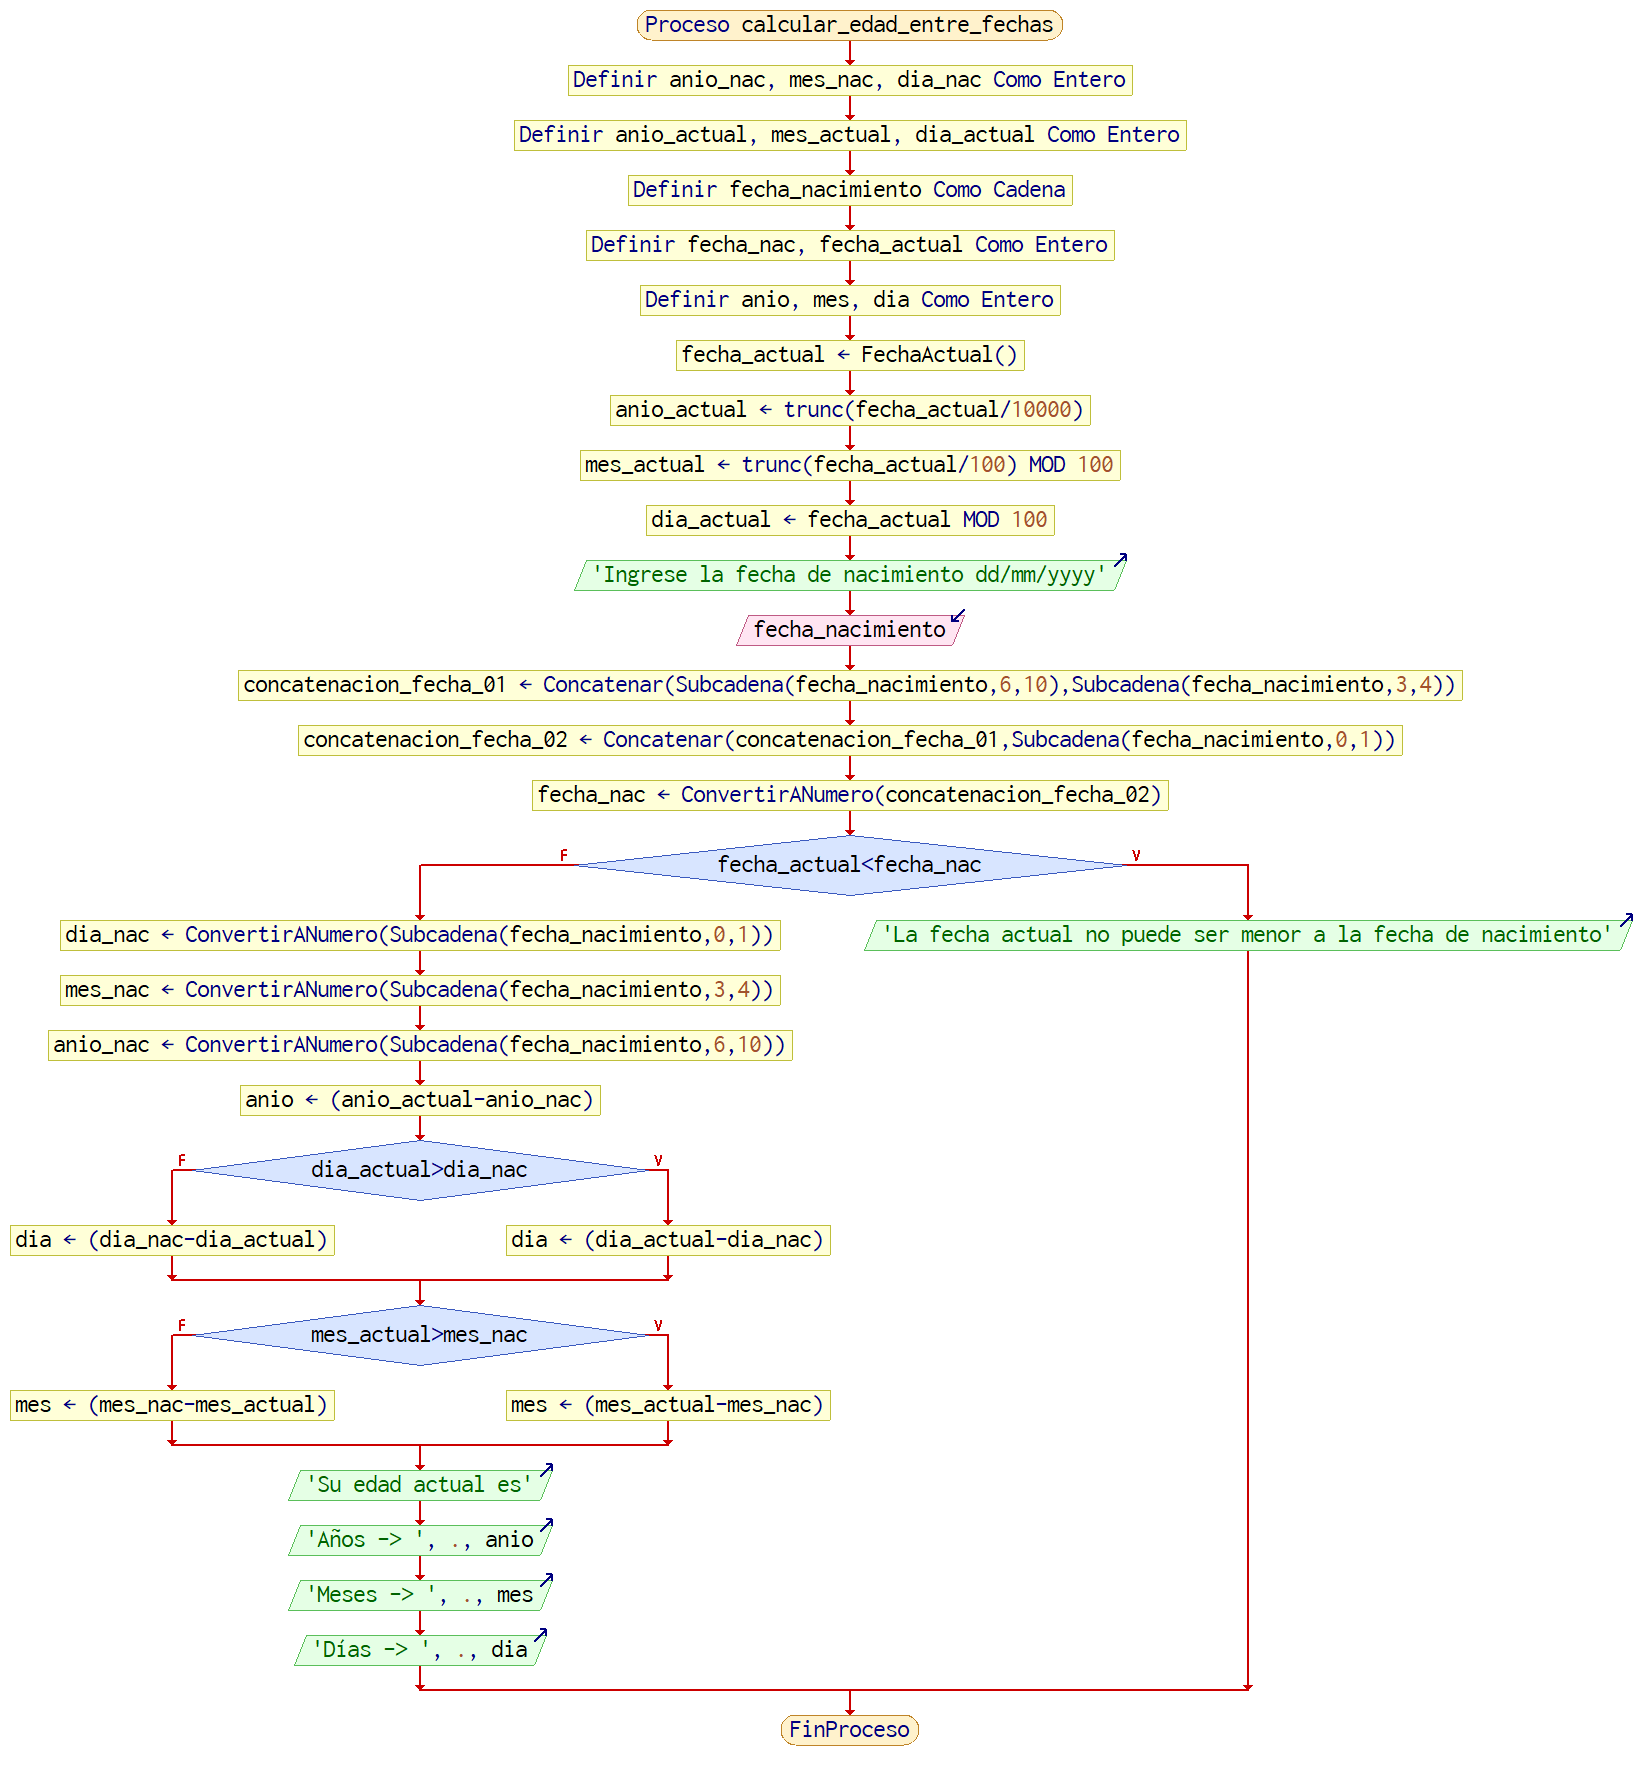 Proceso calcular_edad_entre_fechas
Definir anio_nac, mes_nac, dia_nac Como Entero
Definir anio_actual, mes_actual, dia_actual Como Entero
Definir fecha_nacimiento Como Cadena
Definir fecha_nac, fecha_actual Como Entero
Definir anio, mes, dia Como Entero
fecha_actual ← FechaActual()
anio_actual ← trunc(fecha_actual/10000)
mes_actual ← trunc(fecha_actual/100) MOD 100
dia_actual ← fecha_actual MOD 100
'Ingrese la fecha de nacimiento dd/mm/yyyy'
fecha_nacimiento
concatenacion_fecha_01 ← Concatenar(Subcadena(fecha_nacimiento,6,10),Subcadena(fecha_nacimiento,3,4))
concatenacion_fecha_02 ← Concatenar(concatenacion_fecha_01,Subcadena(fecha_nacimiento,0,1))
fecha_nac ← ConvertirANumero(concatenacion_fecha_02)
F
fecha_actual<fecha_nac
V
dia_nac ← ConvertirANumero(Subcadena(fecha_nacimiento,0,1))
'La fecha actual no puede ser menor a la fecha de nacimiento'
mes_nac ← ConvertirANumero(Subcadena(fecha_nacimiento,3,4))
anio_nac ← ConvertirANumero(Subcadena(fecha_nacimiento,6,10))
anio ← (anio_actual-anio_nac)
F
dia_actual>dia_nac
V
dia ← (dia_nac-dia_actual)
dia ← (dia_actual-dia_nac)
F
mes_actual>mes_nac
V
mes ← (mes_nac-mes_actual)
mes ← (mes_actual-mes_nac)
'Su edad actual es'
'Años -> ', ., anio
'Meses -> ', ., mes
'Días -> ', ., dia
FinProceso